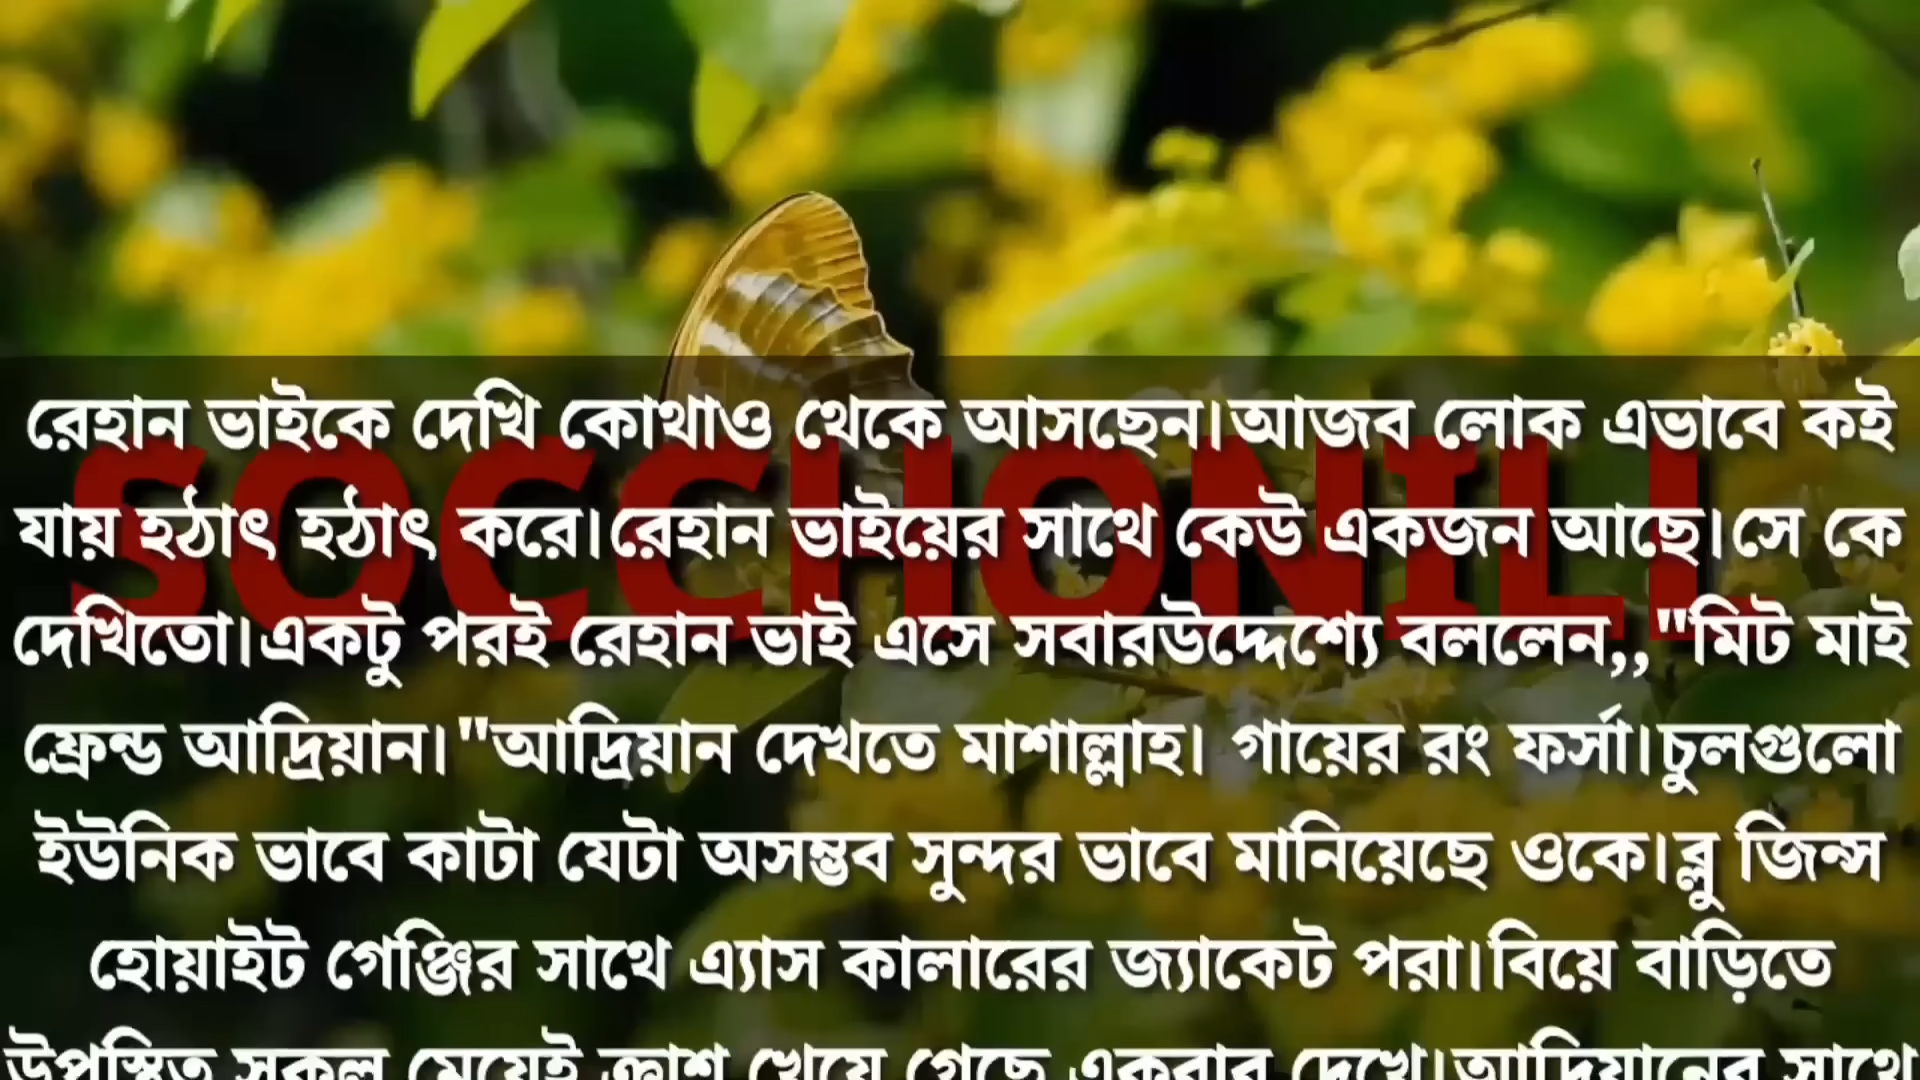 রেহান ভাইকে দেখি কোথাও থেকে আসছেন।আজব লোক এভাবে কই
যায় হঠাৎ হঠাৎ করে।রেহান ভাইয়ের সাথে কেউ একজন আছে।সে কে
SOCCHONILL
দেখিতো।একটু পরই রেহান ভাই এসে সবারউদ্দেশ্যে বললেন,, "মিট মাই
ফ্রেন্ড আদ্রিয়ান।"আদ্রিয়ান দেখতে মাশাল্লাহ। গায়ের রং ফর্সা।চুলগুলো
ইউনিক ভাবে কাটা যেটা অসম্ভব সুন্দর ভাবে মানিয়েছে ওকে।ব্লু জিন্স
হোয়াইট গেঞ্জির সাথে এ্যাস কালারের জ্যাকেট পরা।বিয়ে বাড়িতে
উপস্থিত সকল মেয়েই ক্রাশ খেয়ে গেছে একবার দেখে।আদ্রিয়ানের সাথে